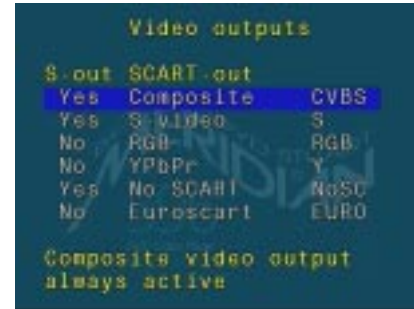 Video outputs
S-out SCART-out
Yes Composite CVBS
Yes S video S
No RGB RGB
No YPbPr Y
Yes No SCART NoSC
No Euroscart EURO
Composite video output
always active
MERIDIAN